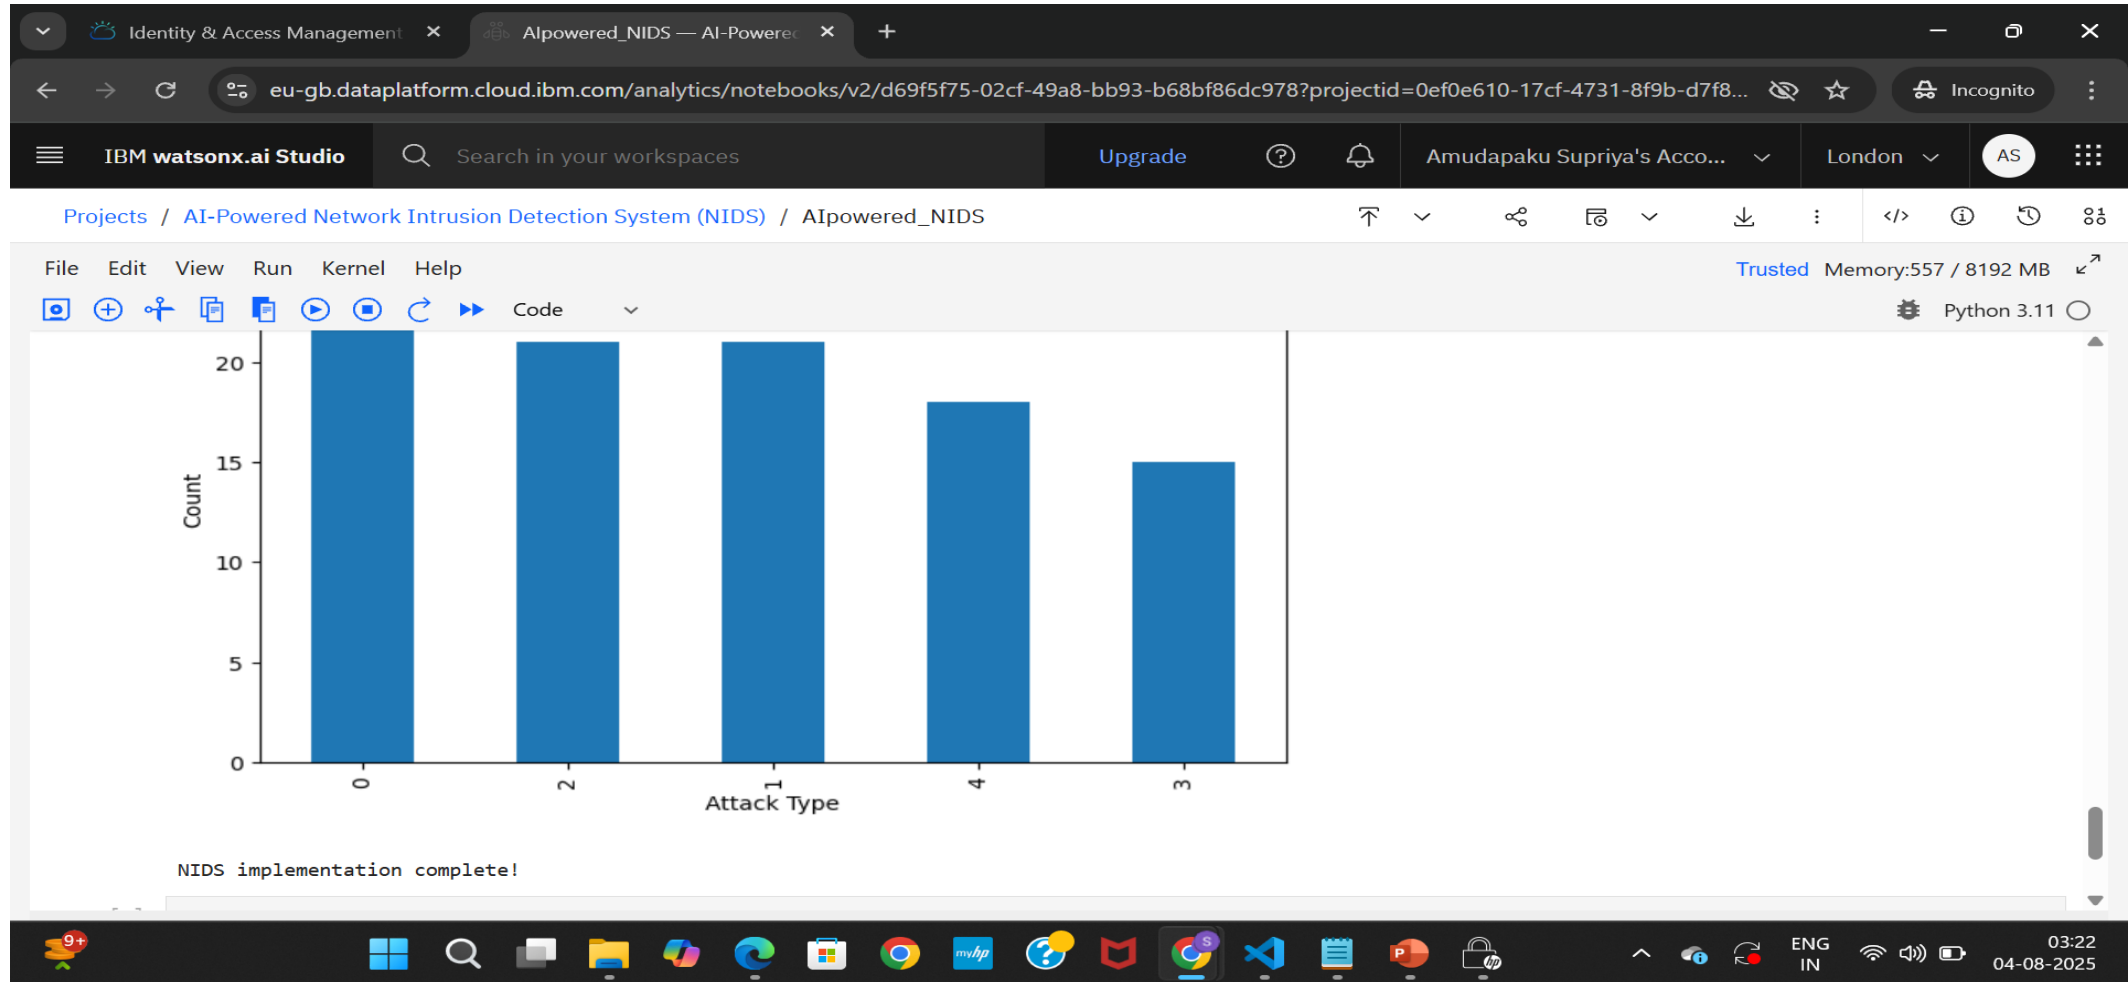 Identity & Access Management
AIpowered_NIDS — AI-Powered
eu-gb.dataplatform.cloud.ibm.com/analytics/notebooks/v2/d69f5f75-02cf-49a8-bb93-b68bf86dc978?projectid=0ef0e610-17cf-4731-8f9b-d7f8...
Incognito
IBM watsonx.ai Studio
Search in your workspaces
Upgrade
Amudapaku Supriya's Acco...
London
AS
Projects / AI-Powered Network Intrusion Detection System (NIDS) / AIpowered_NIDS
File Edit View Run Kernel Help
Trusted Memory:557 / 8192 MB
Code
Python 3.11
20
15
10
5
0
Count
0 2 1 4 3
Attack Type
NIDS implementation complete!
9+
myhp
S
P
hp
ENG
IN
03:22
04-08-2025